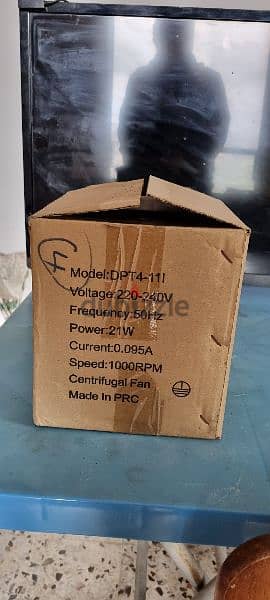 Model:DPT4-11I
Voltage:220-240V
Frequency:50Hz
Power:21W
Current:0.095A
Speed:1000RPM
Centrifugal Fan
Made In PRC
dubizzle